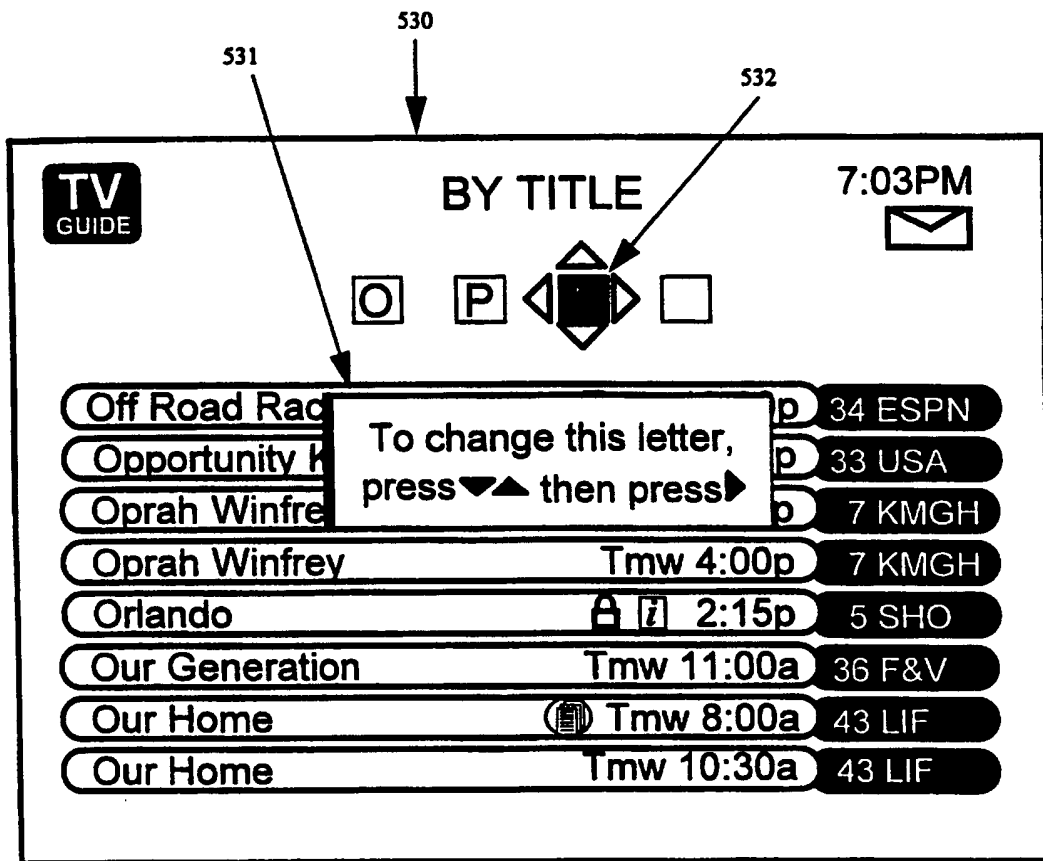 530
531
532
TV
GUIDE
BY TITLE
7:03PM
O P
Off Road Rac p 34 ESPN
To change this letter,
press▼▲ then press▶
Opportunity K p 33 USA
Oprah Winfre p 7 KMGH
Oprah Winfrey Tmw 4:00p 7 KMGH
Orlando i 2:15p 5 SHO
Our Generation Tmw 11:00a 36 F&V
Our Home Tmw 8:00a 43 LIF
Our Home Tmw 10:30a 43 LIF